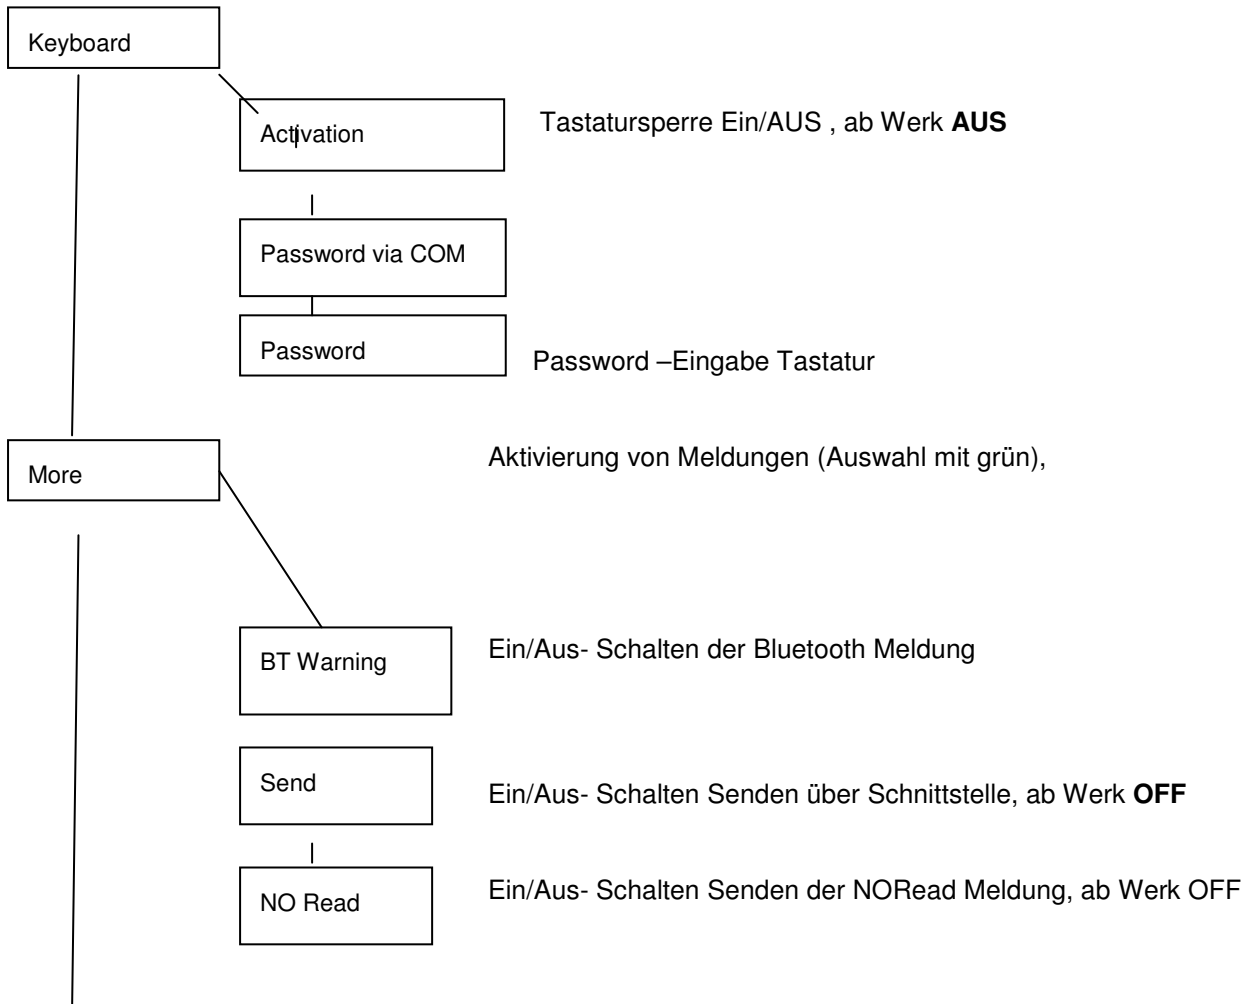 Keyboard
Activation
Tastatursperre Ein/AUS , ab Werk AUS
Password via COM
Password
Password –Eingabe Tastatur
More
Aktivierung von Meldungen (Auswahl mit grün),
BT Warning
Ein/Aus- Schalten der Bluetooth Meldung
Send
Ein/Aus- Schalten Senden über Schnittstelle, ab Werk OFF
NO Read
Ein/Aus- Schalten Senden der NORead Meldung, ab Werk OFF